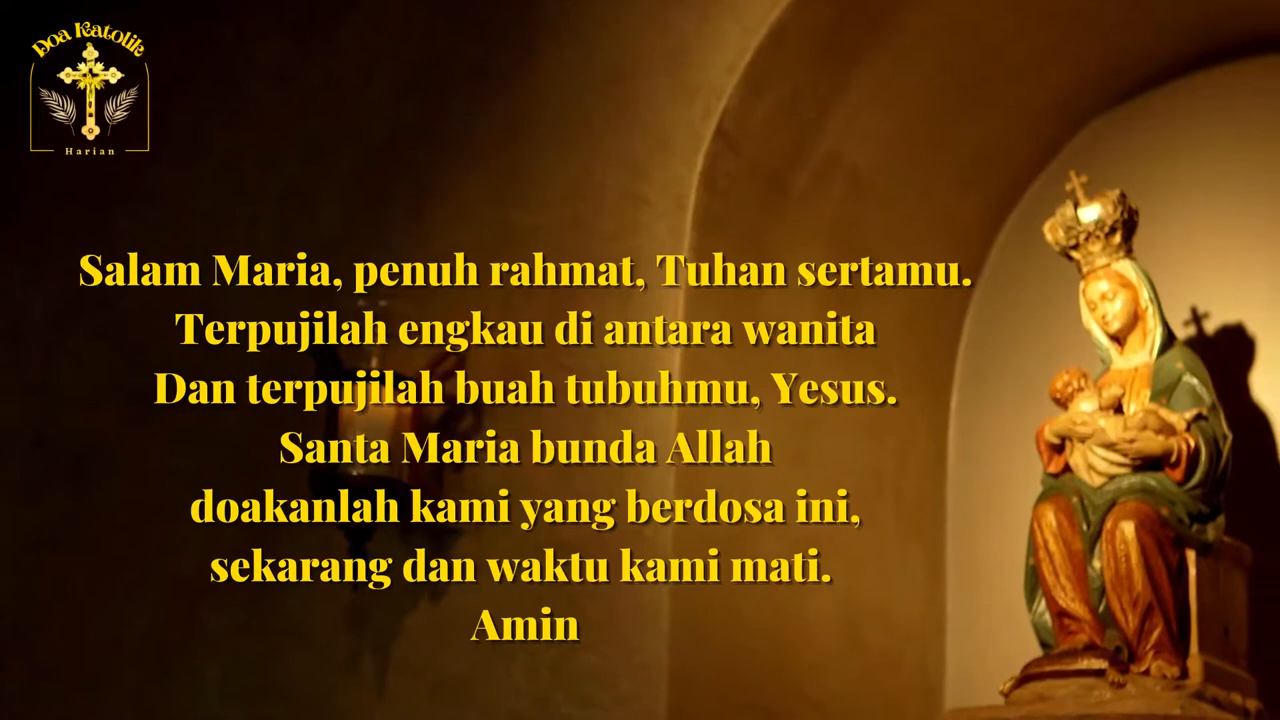 Doa Katolik
Harian
Salam Maria, penuh rahmat, Tuhan sertamu.
Terpujilah engkau di antara wanita
Dan terpujilah buah tubuhmu, Yesus.
Santa Maria bunda Allah
doakanlah kami yang berdosa ini,
sekarang dan waktu kami mati.
Amin